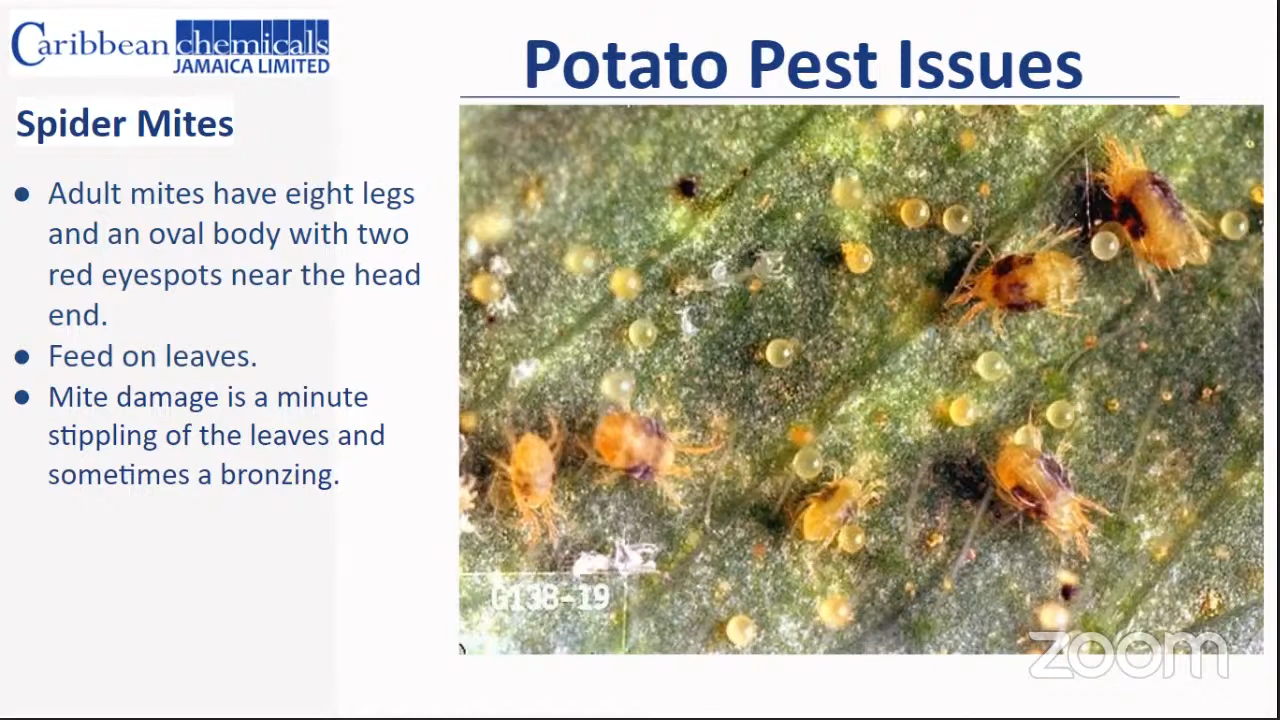 Caribbean chemicals
JAMAICA LIMITED
Potato Pest Issues
Spider Mites
● Adult mites have eight legs
and an oval body with two
red eyespots near the head
end.
● Feed on leaves.
● Mite damage is a minute
stippling of the leaves and
sometimes a bronzing.
G138-19
zoom